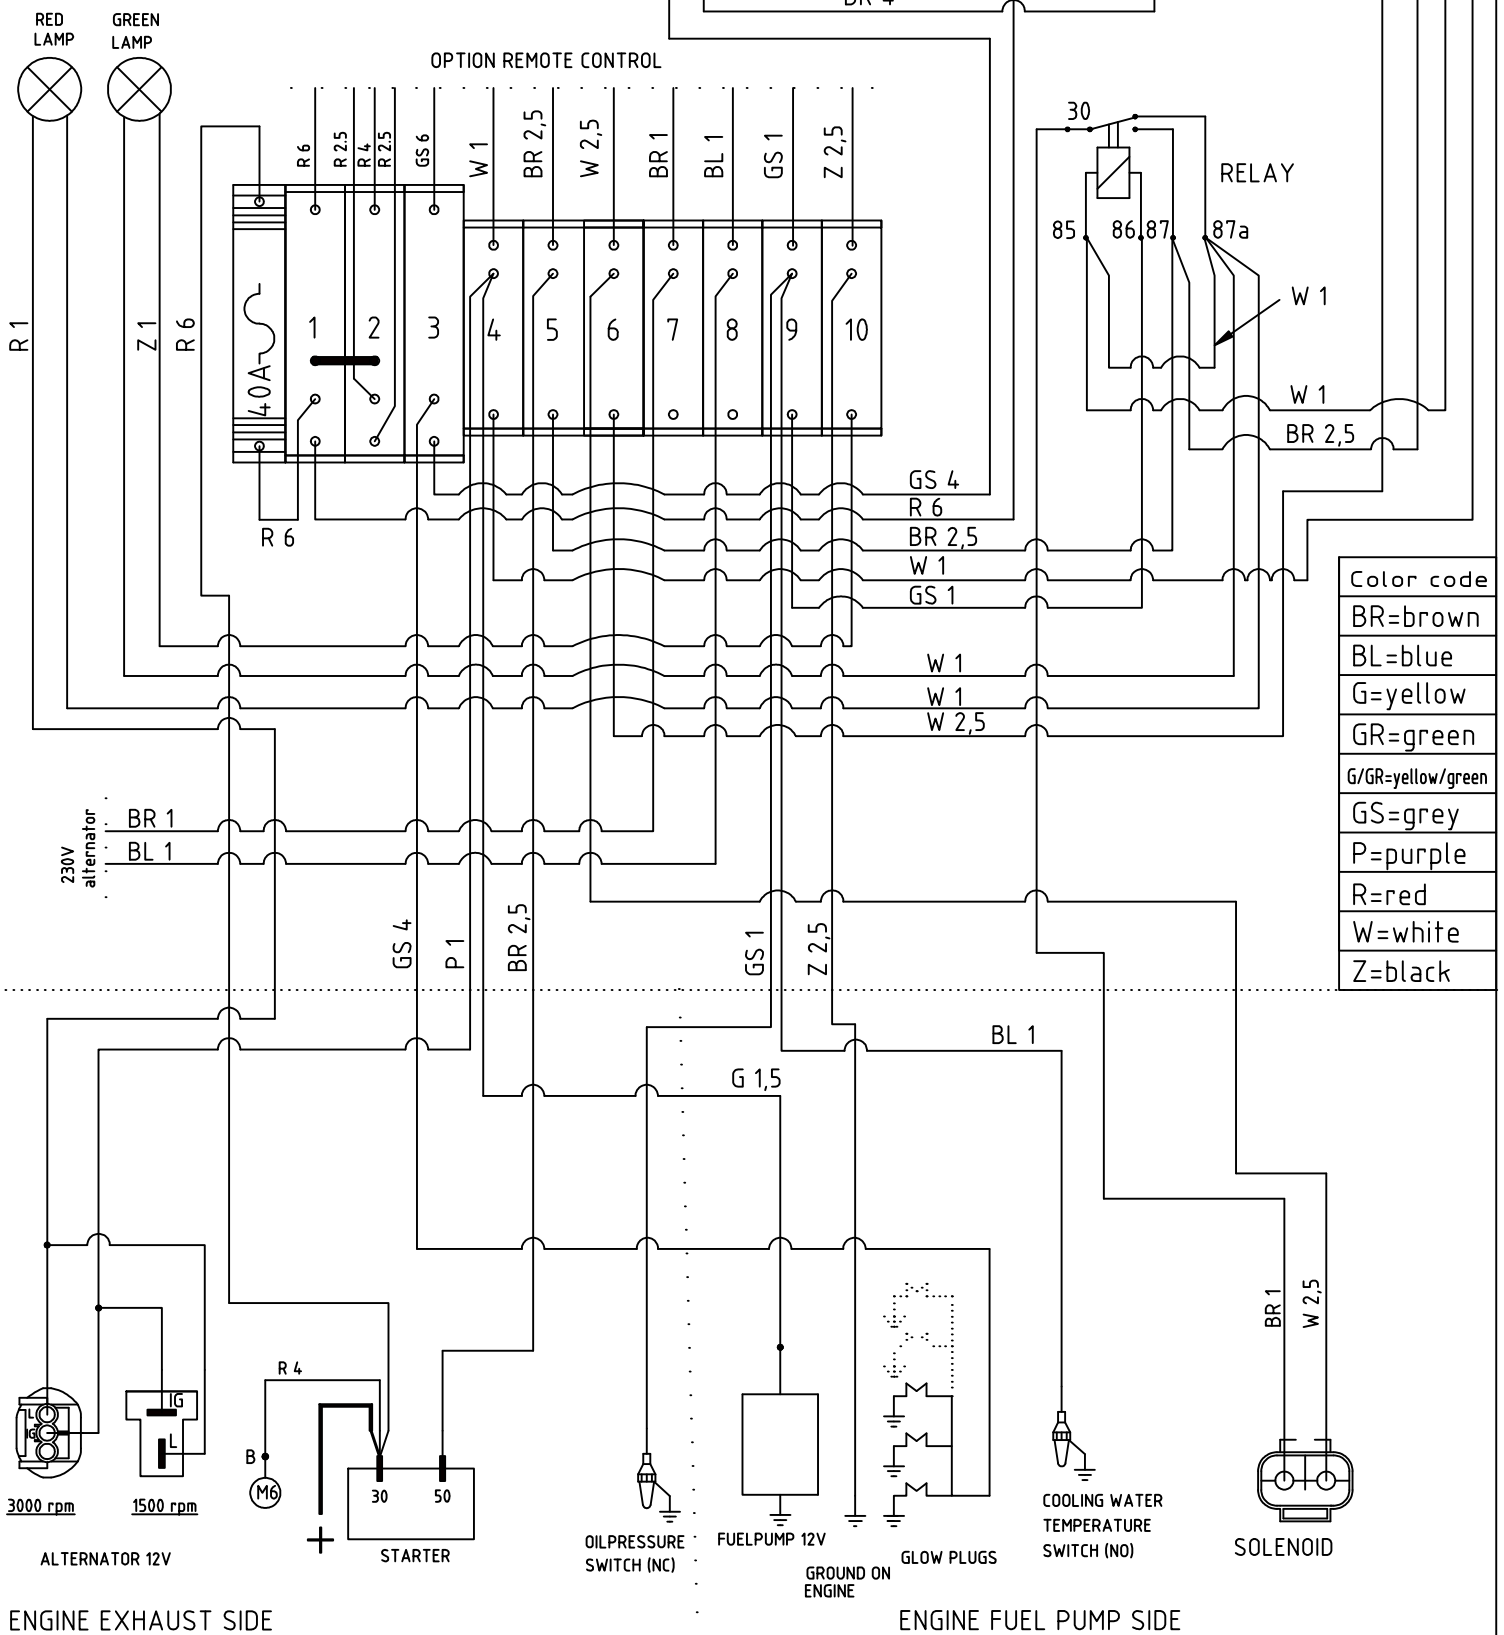 BR 4
RED
LAMP
GREEN
LAMP
OPTION REMOTE CONTROL
R 6
R 2.5
R 4
R 2.5
GS 6
W 1
BR 2,5
W 2,5
BR 1
BL 1
GS 1
Z 2,5
30
RELAY
85
86
87
87a
W 1
R 1
Z 1
R 6
40A
1
2
3
4
5
6
7
8
9
10
W 1
BR 2,5
R 6
GS 4
R 6
BR 2,5
W 1
GS 1
W 1
W 1
W 2,5
Color code
BR=brown
BL=blue
G=yellow
GR=green
G/GR=yellow/green
GS=grey
P=purple
R=red
W=white
Z=black
230V
alternator
BR 1
BL 1
GS 4
P 1
BR 2,5
GS 1
Z 2,5
BL 1
G 1,5
BR 1
W 2,5
R 4
L
IG
IG
L
B
M6
30
50
3000 rpm
1500 rpm
ALTERNATOR 12V
STARTER
OILPRESSURE
SWITCH (NC)
FUELPUMP 12V
GROUND ON
ENGINE
GLOW PLUGS
COOLING WATER
TEMPERATURE
SWITCH (NO)
SOLENOID
ENGINE EXHAUST SIDE
ENGINE FUEL PUMP SIDE